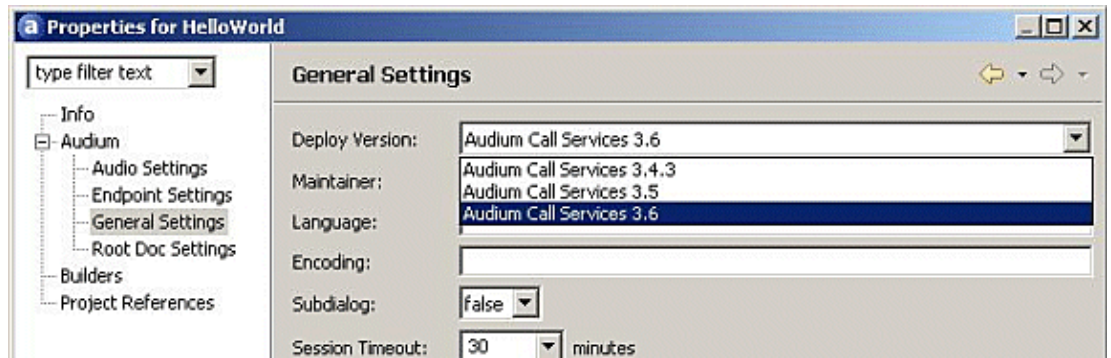 a Properties for HelloWorld
type filter text
Info
Audium
Audio Settings
Endpoint Settings
General Settings
Root Doc Settings
Builders
Project References
General Settings
Deploy Version: Audium Call Services 3.6
Audium Call Services 3.4.3
Maintainer:
Audium Call Services 3.5
Audium Call Services 3.6
Language:
Encoding:
Subdialog: false
Session Timeout: 30 minutes